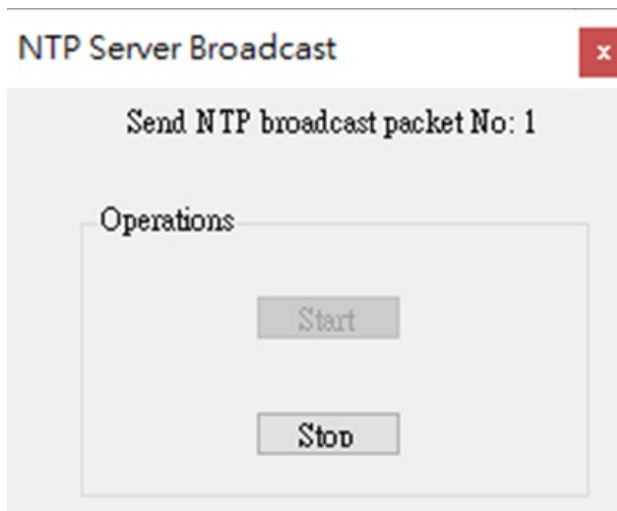 NTP Server Broadcast
x
Send NTP broadcast packet No: 1
Operations
Start
Stop